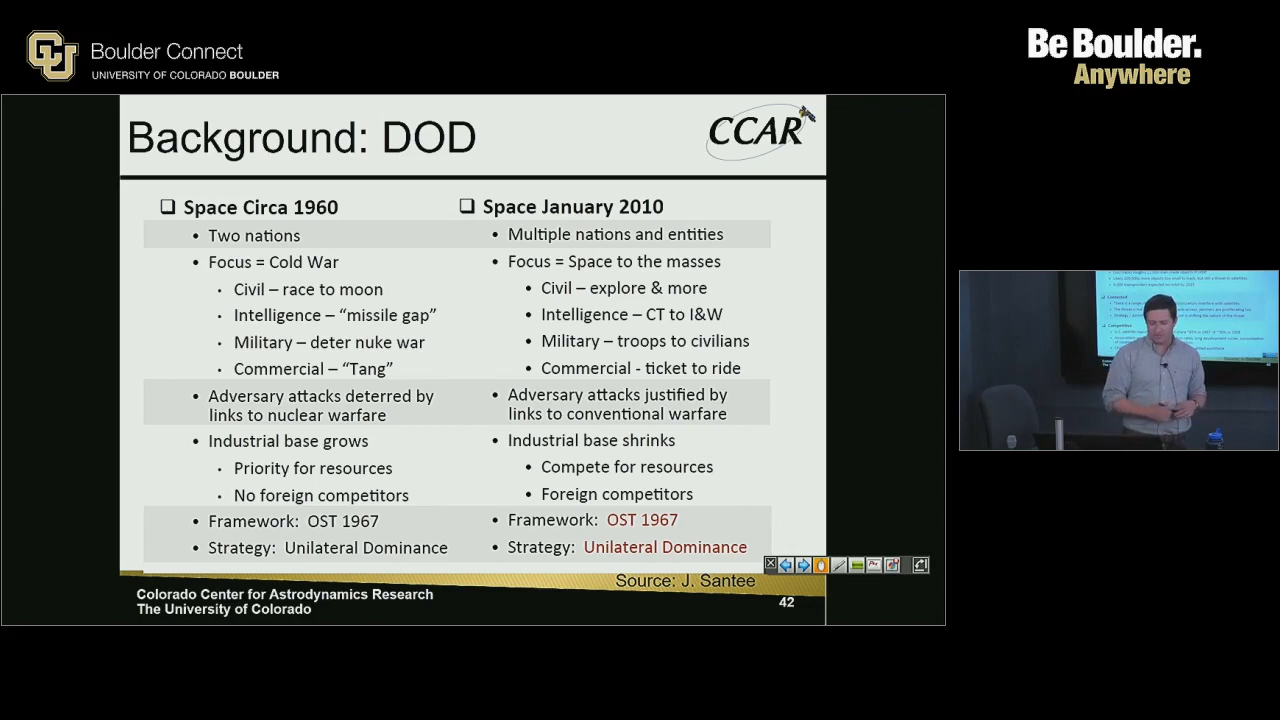 CU
Boulder Connect
UNIVERSITY OF COLORADO BOULDER
Be Boulder.
Anywhere
Background: DOD
CCAR
❑ Space Circa 1960
• Two nations
• Focus = Cold War
• Civil – race to moon
• Intelligence – “missile gap”
• Military – deter nuke war
• Commercial – “Tang”
• Adversary attacks deterred by
links to nuclear warfare
• Industrial base grows
• Priority for resources
• No foreign competitors
• Framework: OST 1967
• Strategy: Unilateral Dominance
❑ Space January 2010
• Multiple nations and entities
• Focus = Space to the masses
• Civil – explore & more
• Intelligence – CT to I&W
• Military – troops to civilians
• Commercial - ticket to ride
• Adversary attacks justified by
links to conventional warfare
• Industrial base shrinks
• Compete for resources
• Foreign competitors
• Framework: OST 1967
• Strategy: Unilateral Dominance
Source: J. Santee
Colorado Center for Astrodynamics Research
The University of Colorado
42
Contested
Competitive